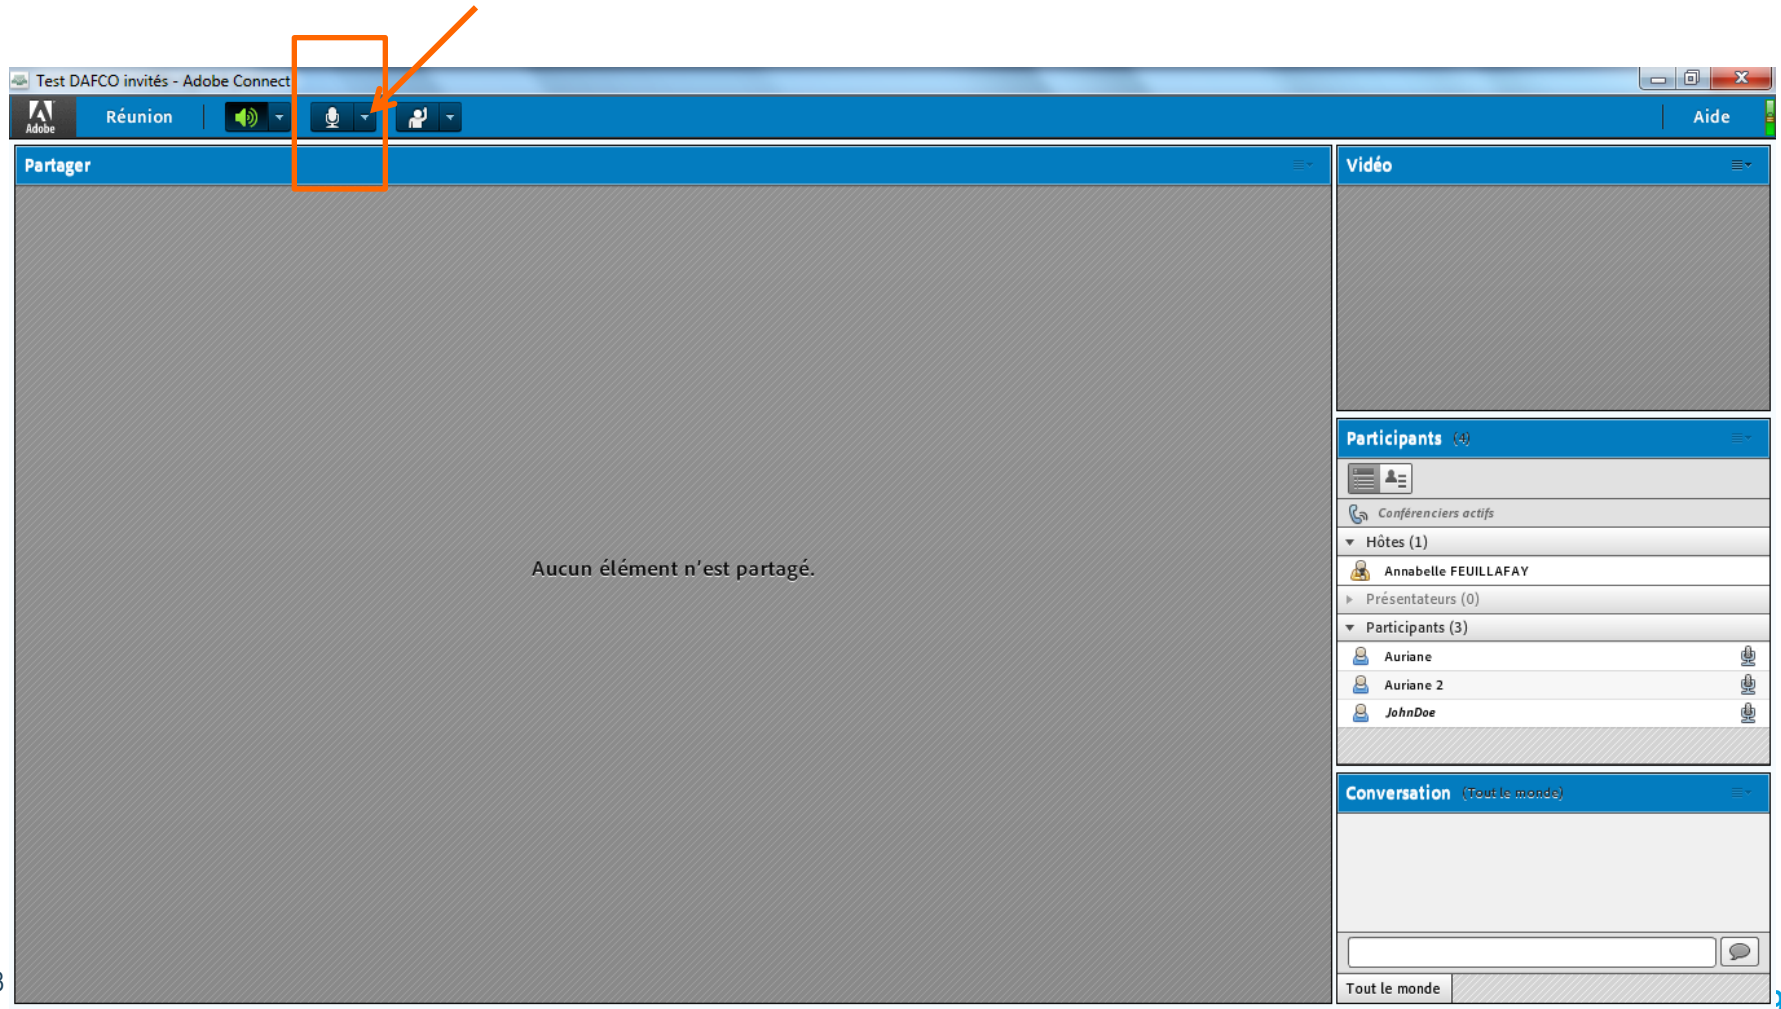 Test DAFCO invités - Adobe Connect
Adobe Réunion Aide
Partager
Vidéo
Aucun élément n'est partagé.
Participants (4)
Conférenciers actifs
Hôtes (1)
Annabelle FEUILLAFAY
Présentateurs (0)
Participants (3)
Auriane
Auriane 2
JohnDoe
Conversation (Tout le monde)
Tout le monde